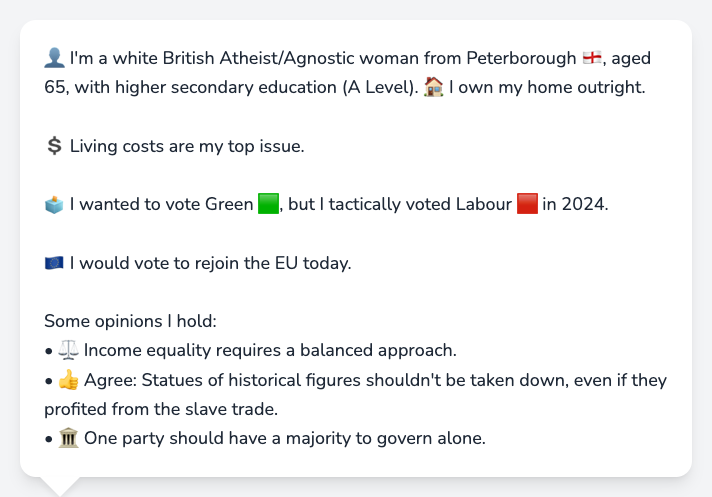 👤 I'm a white British Atheist/Agnostic woman from Peterborough 🏴󠁧󠁢󠁥󠁮󠁧󠁿, aged
65, with higher secondary education (A Level). 🏠 I own my home outright.
💲 Living costs are my top issue.
🗳️ I wanted to vote Green 🟩, but I tactically voted Labour 🟥 in 2024.
🇪🇺 I would vote to rejoin the EU today.
Some opinions I hold:
• ⚖️ Income equality requires a balanced approach.
• 👍 Agree: Statues of historical figures shouldn't be taken down, even if they
profited from the slave trade.
• 🏛️ One party should have a majority to govern alone.